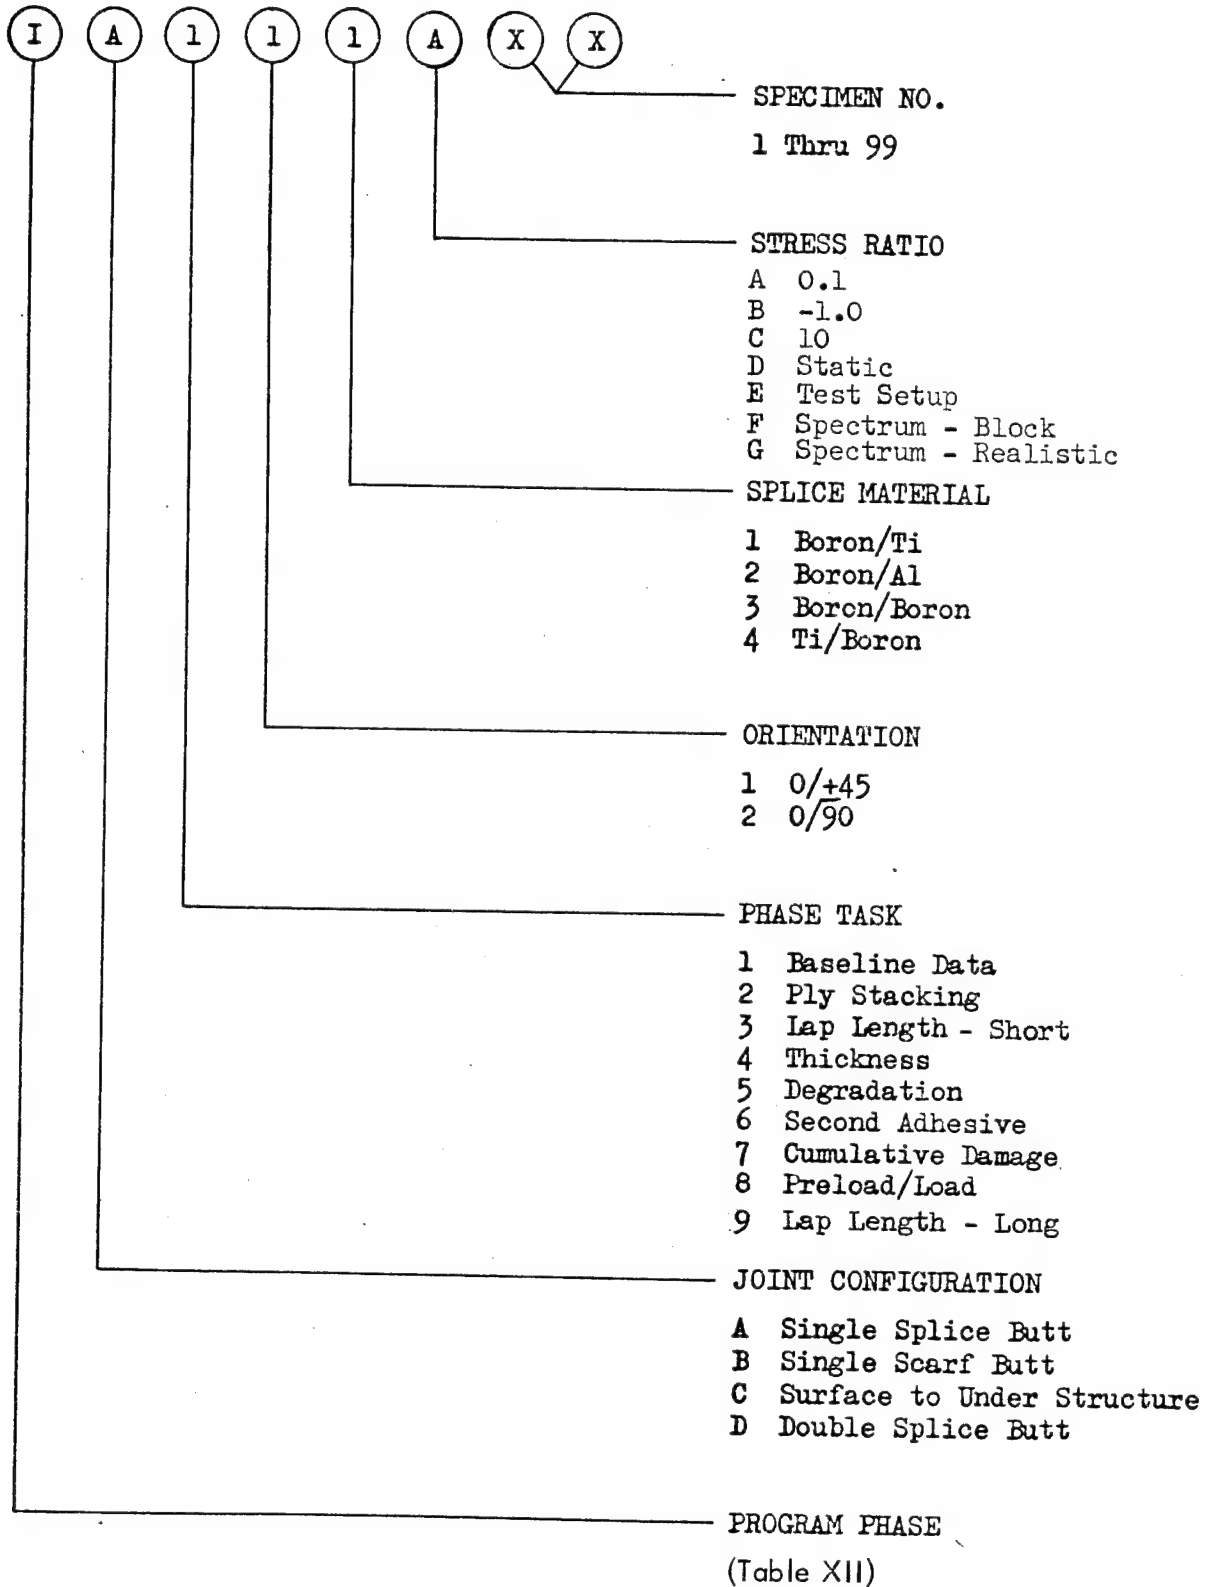 I A 1 1 1 A X X
SPECIMEN NO.
1 Thru 99
STRESS RATIO
A 0.1
B -1.0
C 10
D Static
E Test Setup
F Spectrum - Block
G Spectrum - Realistic
SPLICE MATERIAL
1 Boron/Ti
2 Boron/Al
3 Boron/Boron
4 Ti/Boron
ORIENTATION
1 0/±45
2 0/90
PHASE TASK
1 Baseline Data
2 Ply Stacking
3 Lap Length - Short
4 Thickness
5 Degradation
6 Second Adhesive
7 Cumulative Damage
8 Preload/Load
9 Lap Length - Long
JOINT CONFIGURATION
A Single Splice Butt
B Single Scarf Butt
C Surface to Under Structure
D Double Splice Butt
PROGRAM PHASE
(Table XII)